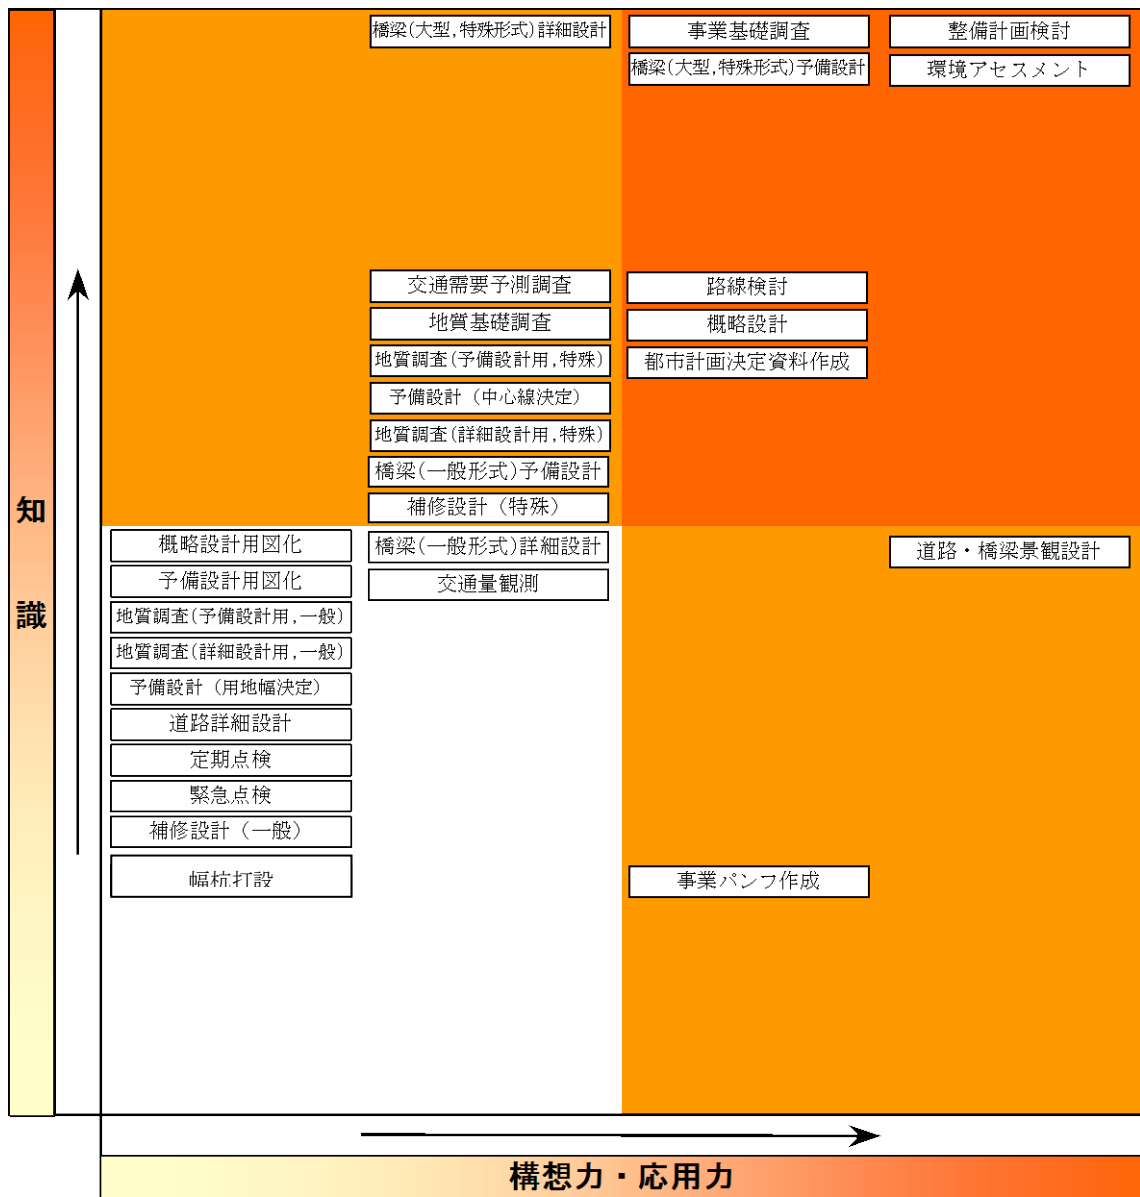 橋梁(大型,特殊形式)詳細設計
事業基礎調査
整備計画検討
橋梁(大型,特殊形式)予備設計
環境アセスメント
交通需要予測調査
路線検討
地質基礎調査
概略設計
地質調査(予備設計用,特殊)
都市計画決定資料作成
予備設計（中心線決定）
地質調査(詳細設計用,特殊)
橋梁(一般形式)予備設計
補修設計（特殊）
知
識
概略設計用図化
橋梁(一般形式)詳細設計
道路・橋梁景観設計
予備設計用図化
交通量観測
地質調査(予備設計用,一般)
地質調査(詳細設計用,一般)
予備設計（用地幅決定）
道路詳細設計
定期点検
緊急点検
補修設計（一般）
幅杭打設
事業パンフ作成
構想力・応用力